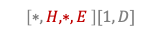 [*, H,*, E ][1, D]